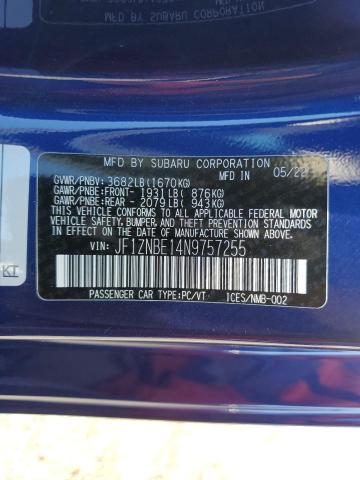 MFD BY SUBARU CORPORATION
GVWR/PNBV: 3682LB(1670KG) 05/22
GAWR/PNBE:FRONT- 1931LB( 876KG)
GAWR/PNBE:REAR - 2079LB( 943KG)
THIS VEHICLE CONFORMS TO ALL APPLICABLE
FEDERAL MOTOR VEHICLE
SAFETY, BUMPER, AND THEFT PREVENTION
STANDARDS IN EFFECT ON THE DATE OF
MANUFACTURE SHOWN ABOVE.
VIN: JF1ZNBE14N9757255
PASSENGER CAR TYPE:PC/VT ICES/NMB-002